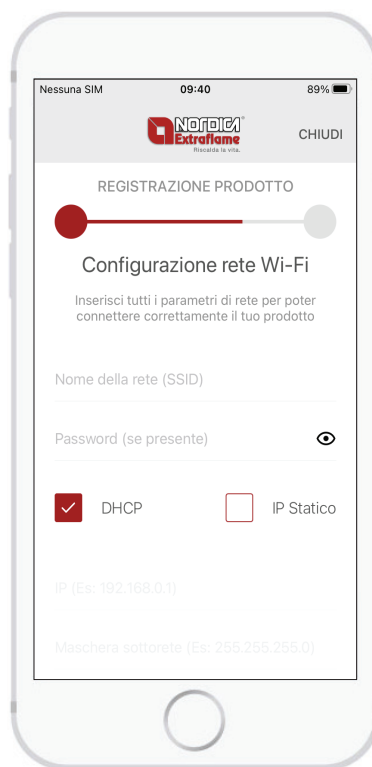 Nessuna SIM 09:40 89%
NORDICA®
Extraflame
Riscalda la vita.
CHIUDI
REGISTRAZIONE PRODOTTO
Configurazione rete Wi-Fi
Inserisci tutti i parametri di rete per poter
connettere correttamente il tuo prodotto
Nome della rete (SSID)
Password (se presente)
DHCP IP Statico
IP (Es: 192.168.0.1)
Maschera sottorete (Es: 255.255.255.0)